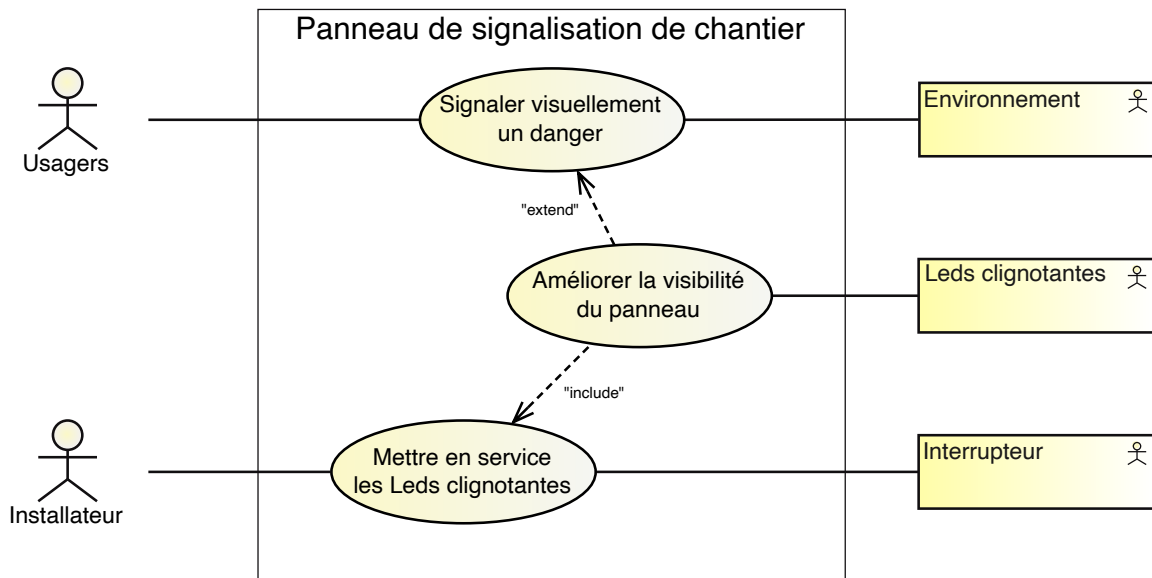 Panneau de signalisation de chantier
Signaler visuellement
un danger
Environnement
Usagers
"extend"
Améliorer la visibilité
du panneau
Leds clignotantes
"include"
Mettre en service
les Leds clignotantes
Interrupteur
Installateur